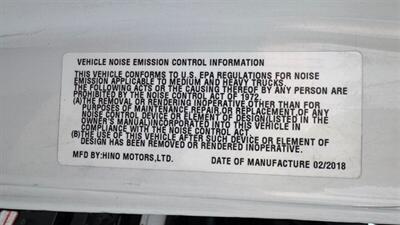 VEHICLE NOISE EMISSION CONTROL INFORMATION
THIS VEHICLE CONFORMS TO U.S. EPA REGULATIONS FOR NOISE
EMISSION APPLICABLE TO MEDIUM AND HEAVY TRUCKS.
THE FOLLOWING ACTS OR THE CAUSING THEREOF BY ANY PERSON ARE
PROHIBITED BY THE NOISE CONTROL ACT OF 1972
(A)THE REMOVAL OR RENDERING INOPERATIVE,OTHER THAN FOR
PURPOSES OF MAINTENANCE,REPAIR,OR REPLACEMENT,OF ANY
NOISE CONTROL DEVICE OR ELEMENT OF DESIGN(LISTED IN THE
OWNER'S MANUAL)INCORPORATED INTO THIS VEHICLE IN
COMPLIANCE WITH THE NOISE CONTROL ACT.
(B)THE USE OF THIS VEHICLE AFTER SUCH DEVICE OR ELEMENT OF
DESIGN HAS BEEN REMOVED OR RENDERED INOPERATIVE.
MFD BY:HINO MOTORS,LTD. DATE OF MANUFACTURE 02/2018